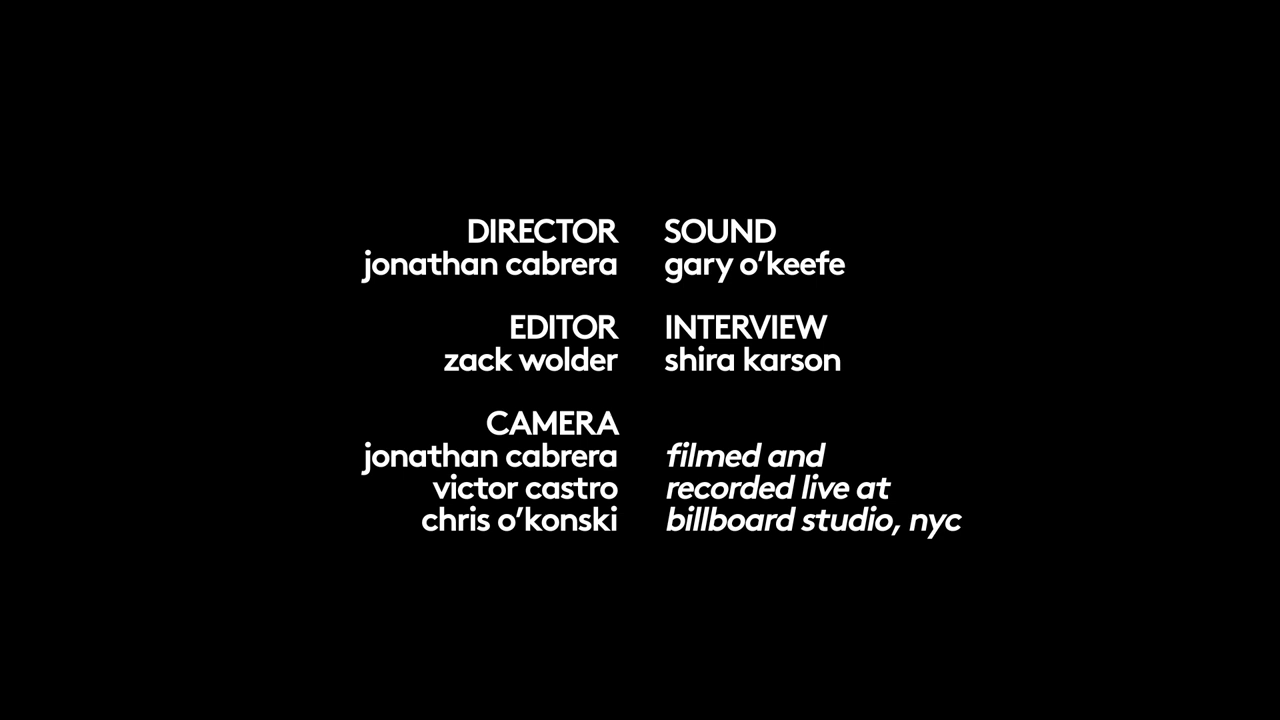 DIRECTOR
jonathan cabrera
EDITOR
zack wolder
CAMERA
jonathan cabrera
victor castro
chris o’konski
SOUND
gary o’keefe
INTERVIEW
shira karson
filmed and
recorded live at
billboard studio, nyc